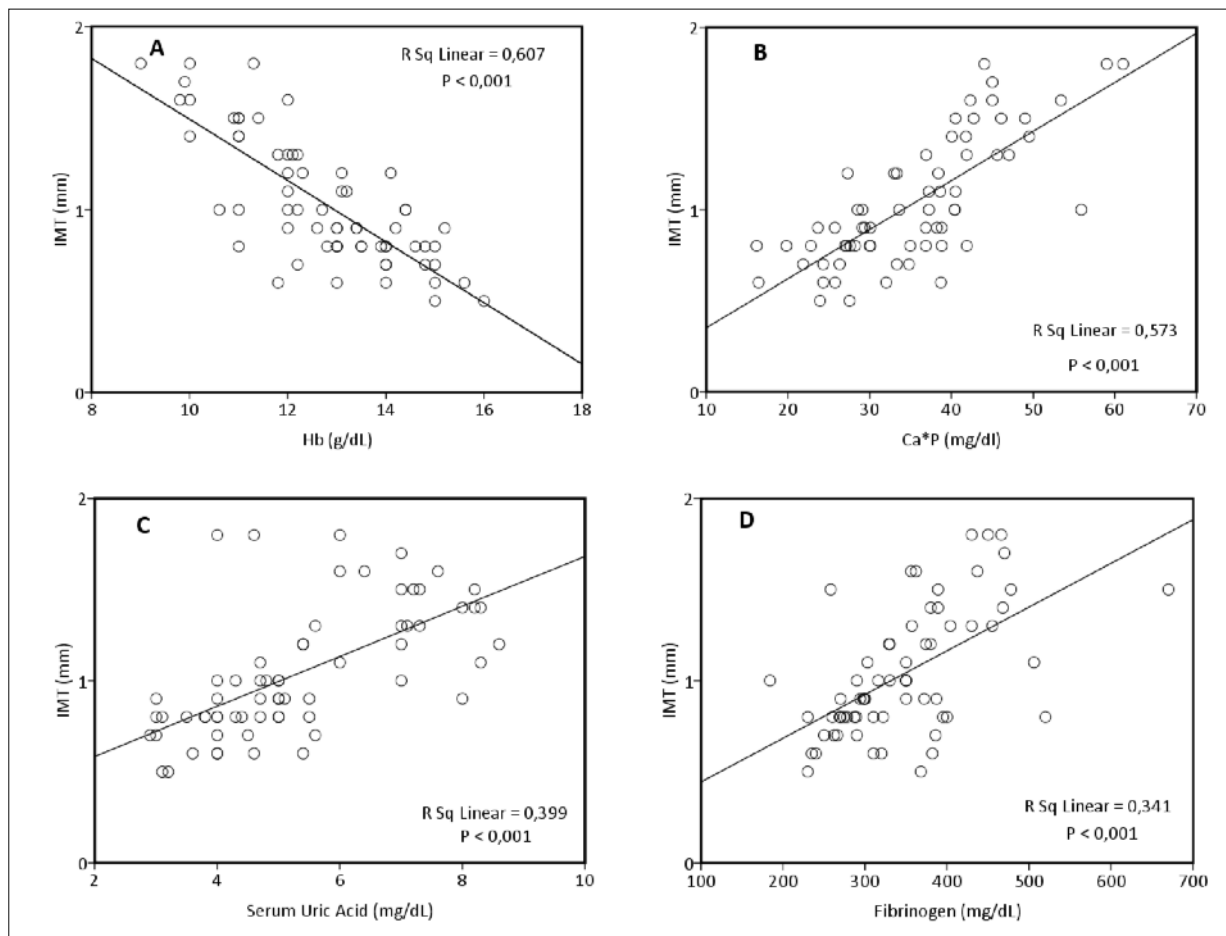 A
R Sq Linear = 0,607
P < 0,001
IMT (mm)
2
1
0
8 10 12 14 16 18
Hb (g/dL)
B
R Sq Linear = 0,573
P < 0,001
IMT (mm)
2
1
0
10 20 30 40 50 60 70
Ca*P (mg/dl)
C
R Sq Linear = 0,399
P < 0,001
IMT (mm)
2
1
0
2 4 6 8 10
Serum Uric Acid (mg/dL)
D
R Sq Linear = 0,341
P < 0,001
IMT (mm)
2
1
0
100 200 300 400 500 600 700
Fibrinogen (mg/dL)